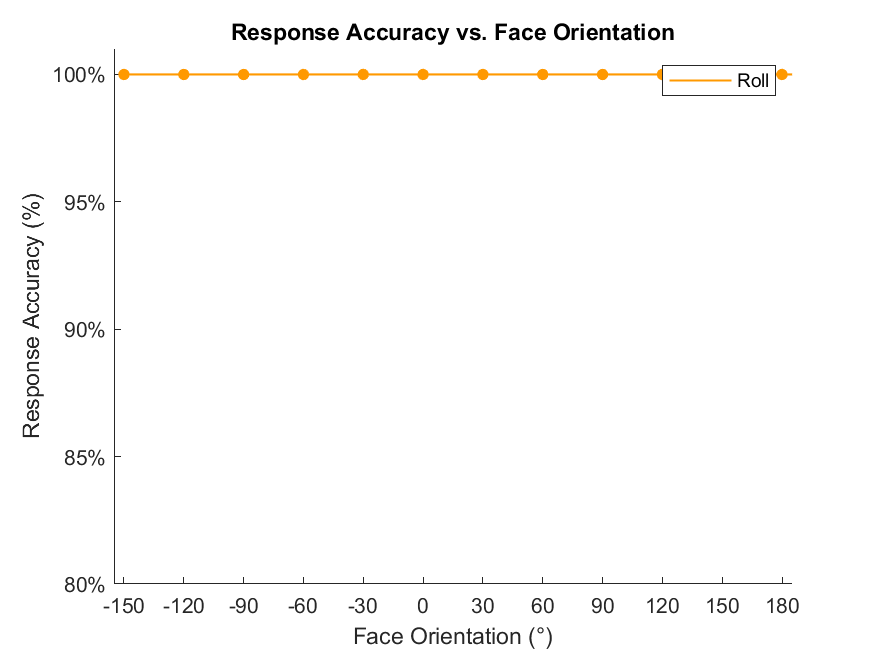 Response Accuracy vs. Face Orientation
100%
95%
90%
85%
80%
Response Accuracy (%)
Roll
-150 -120 -90 -60 -30 0 30 60 90 120 150 180
Face Orientation (°)